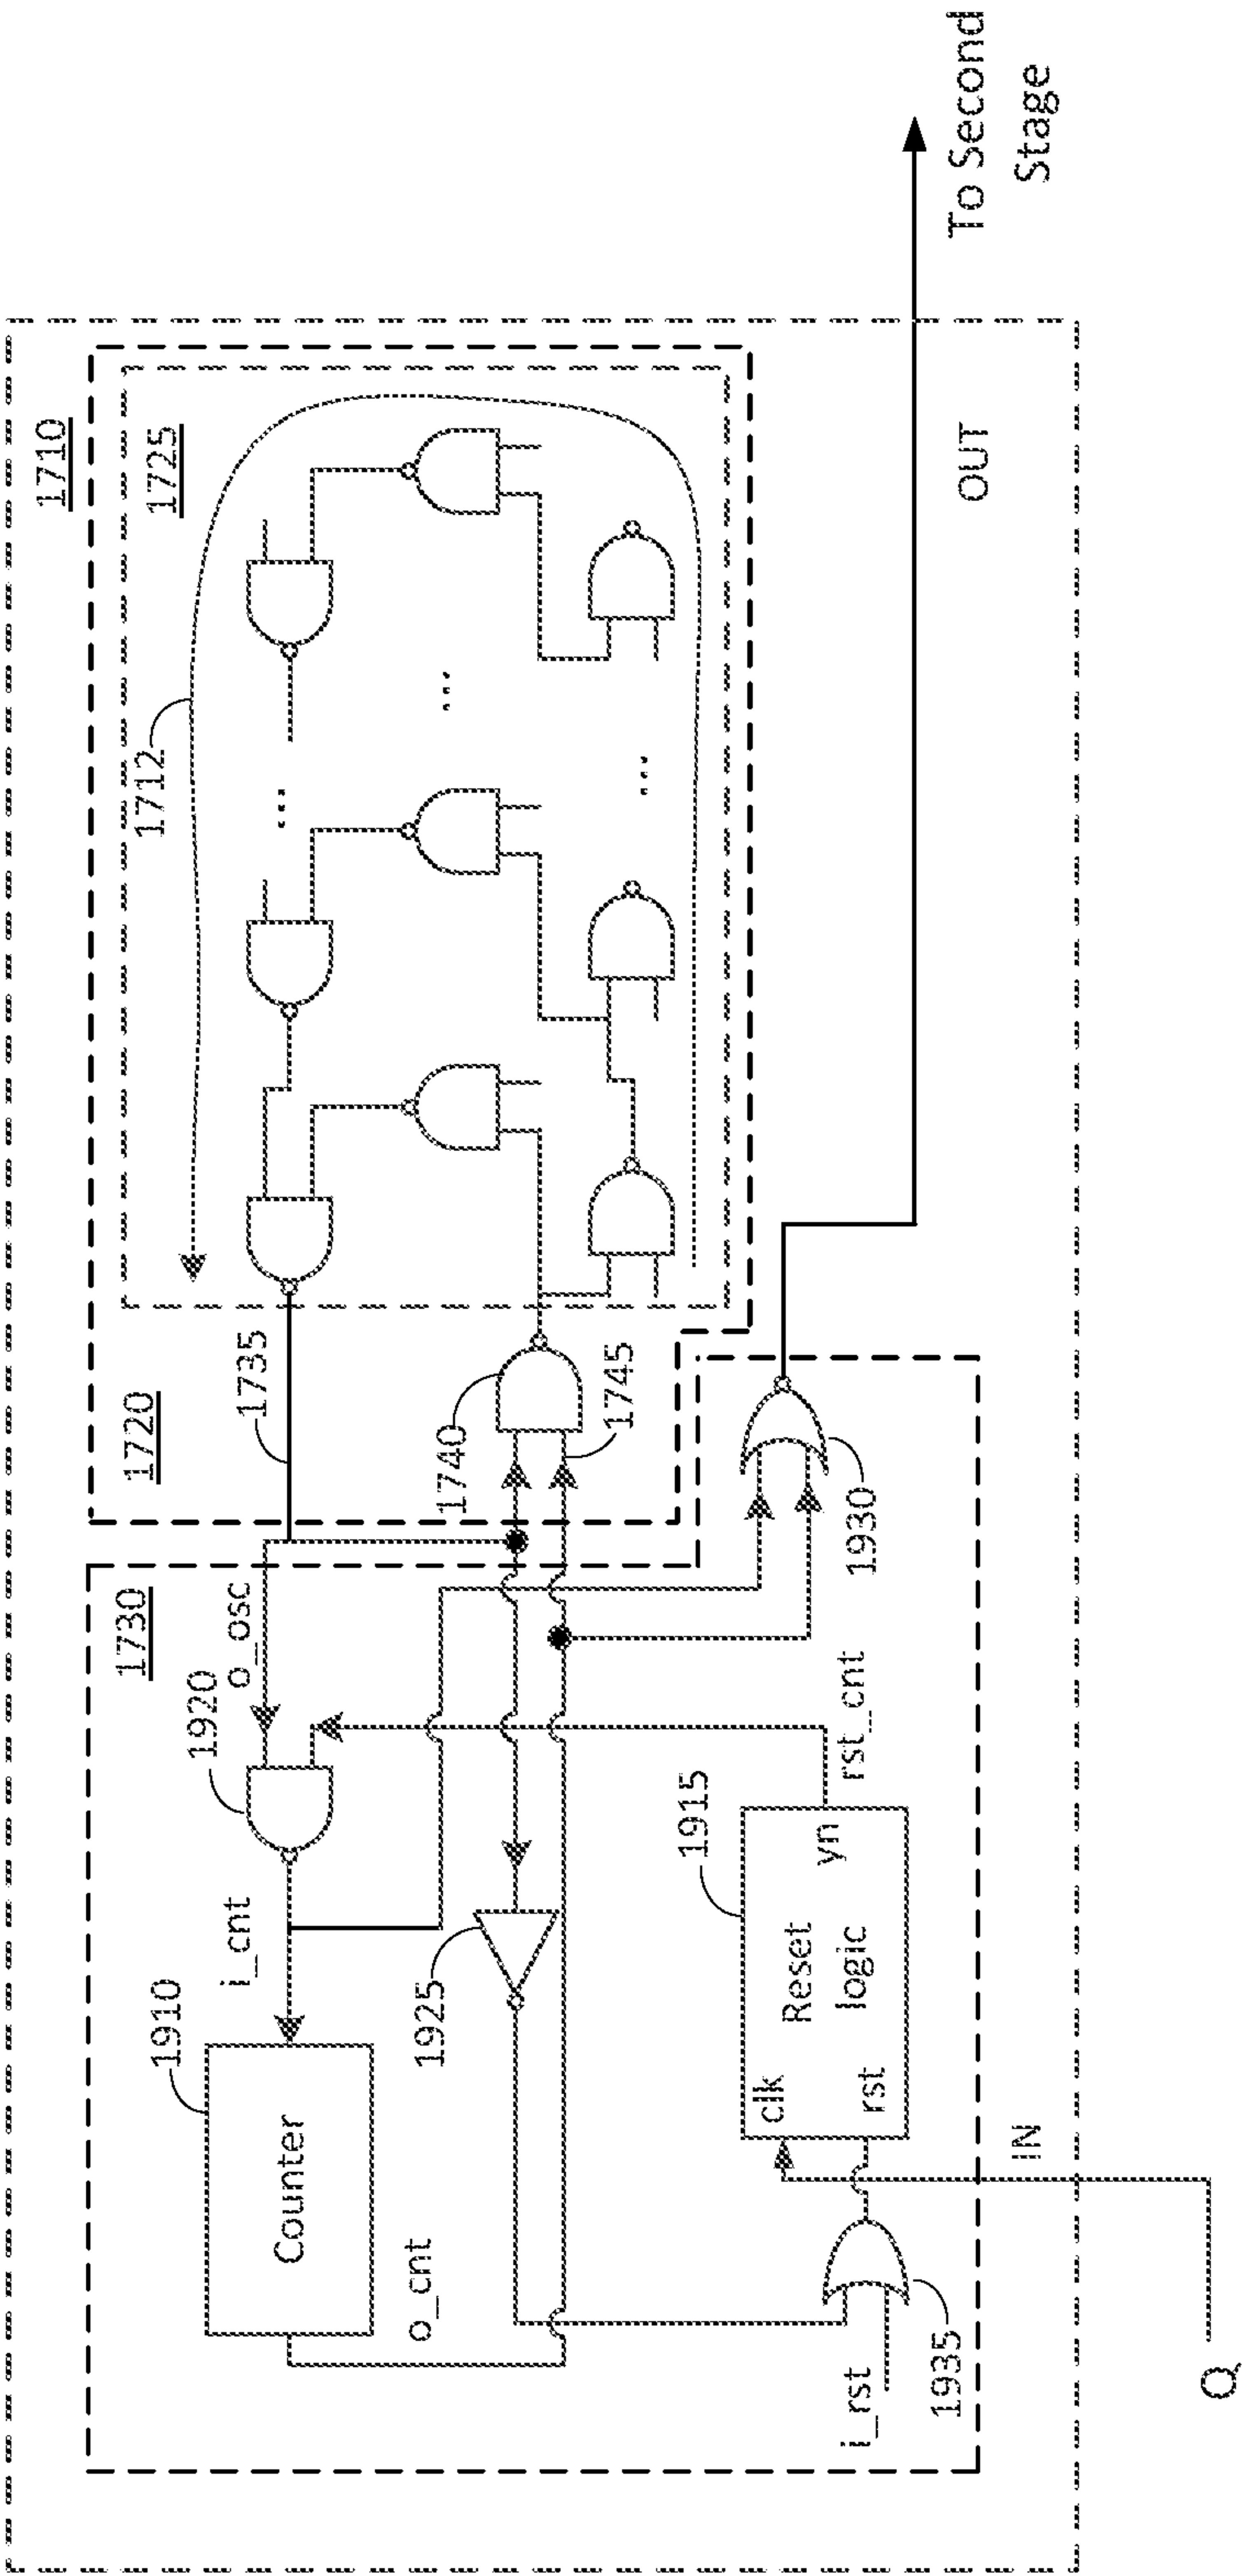 1710
1725
1712
1720
1735
1740
1745
1730
o_osc
1920
i_cnt
1910
Counter
o_cnt
1925
1930
rst_cnt
1915
clk
Reset
logic
yn
rst
i_rst
1935
IN
Q
OUT
To Second
Stage
...
...
...